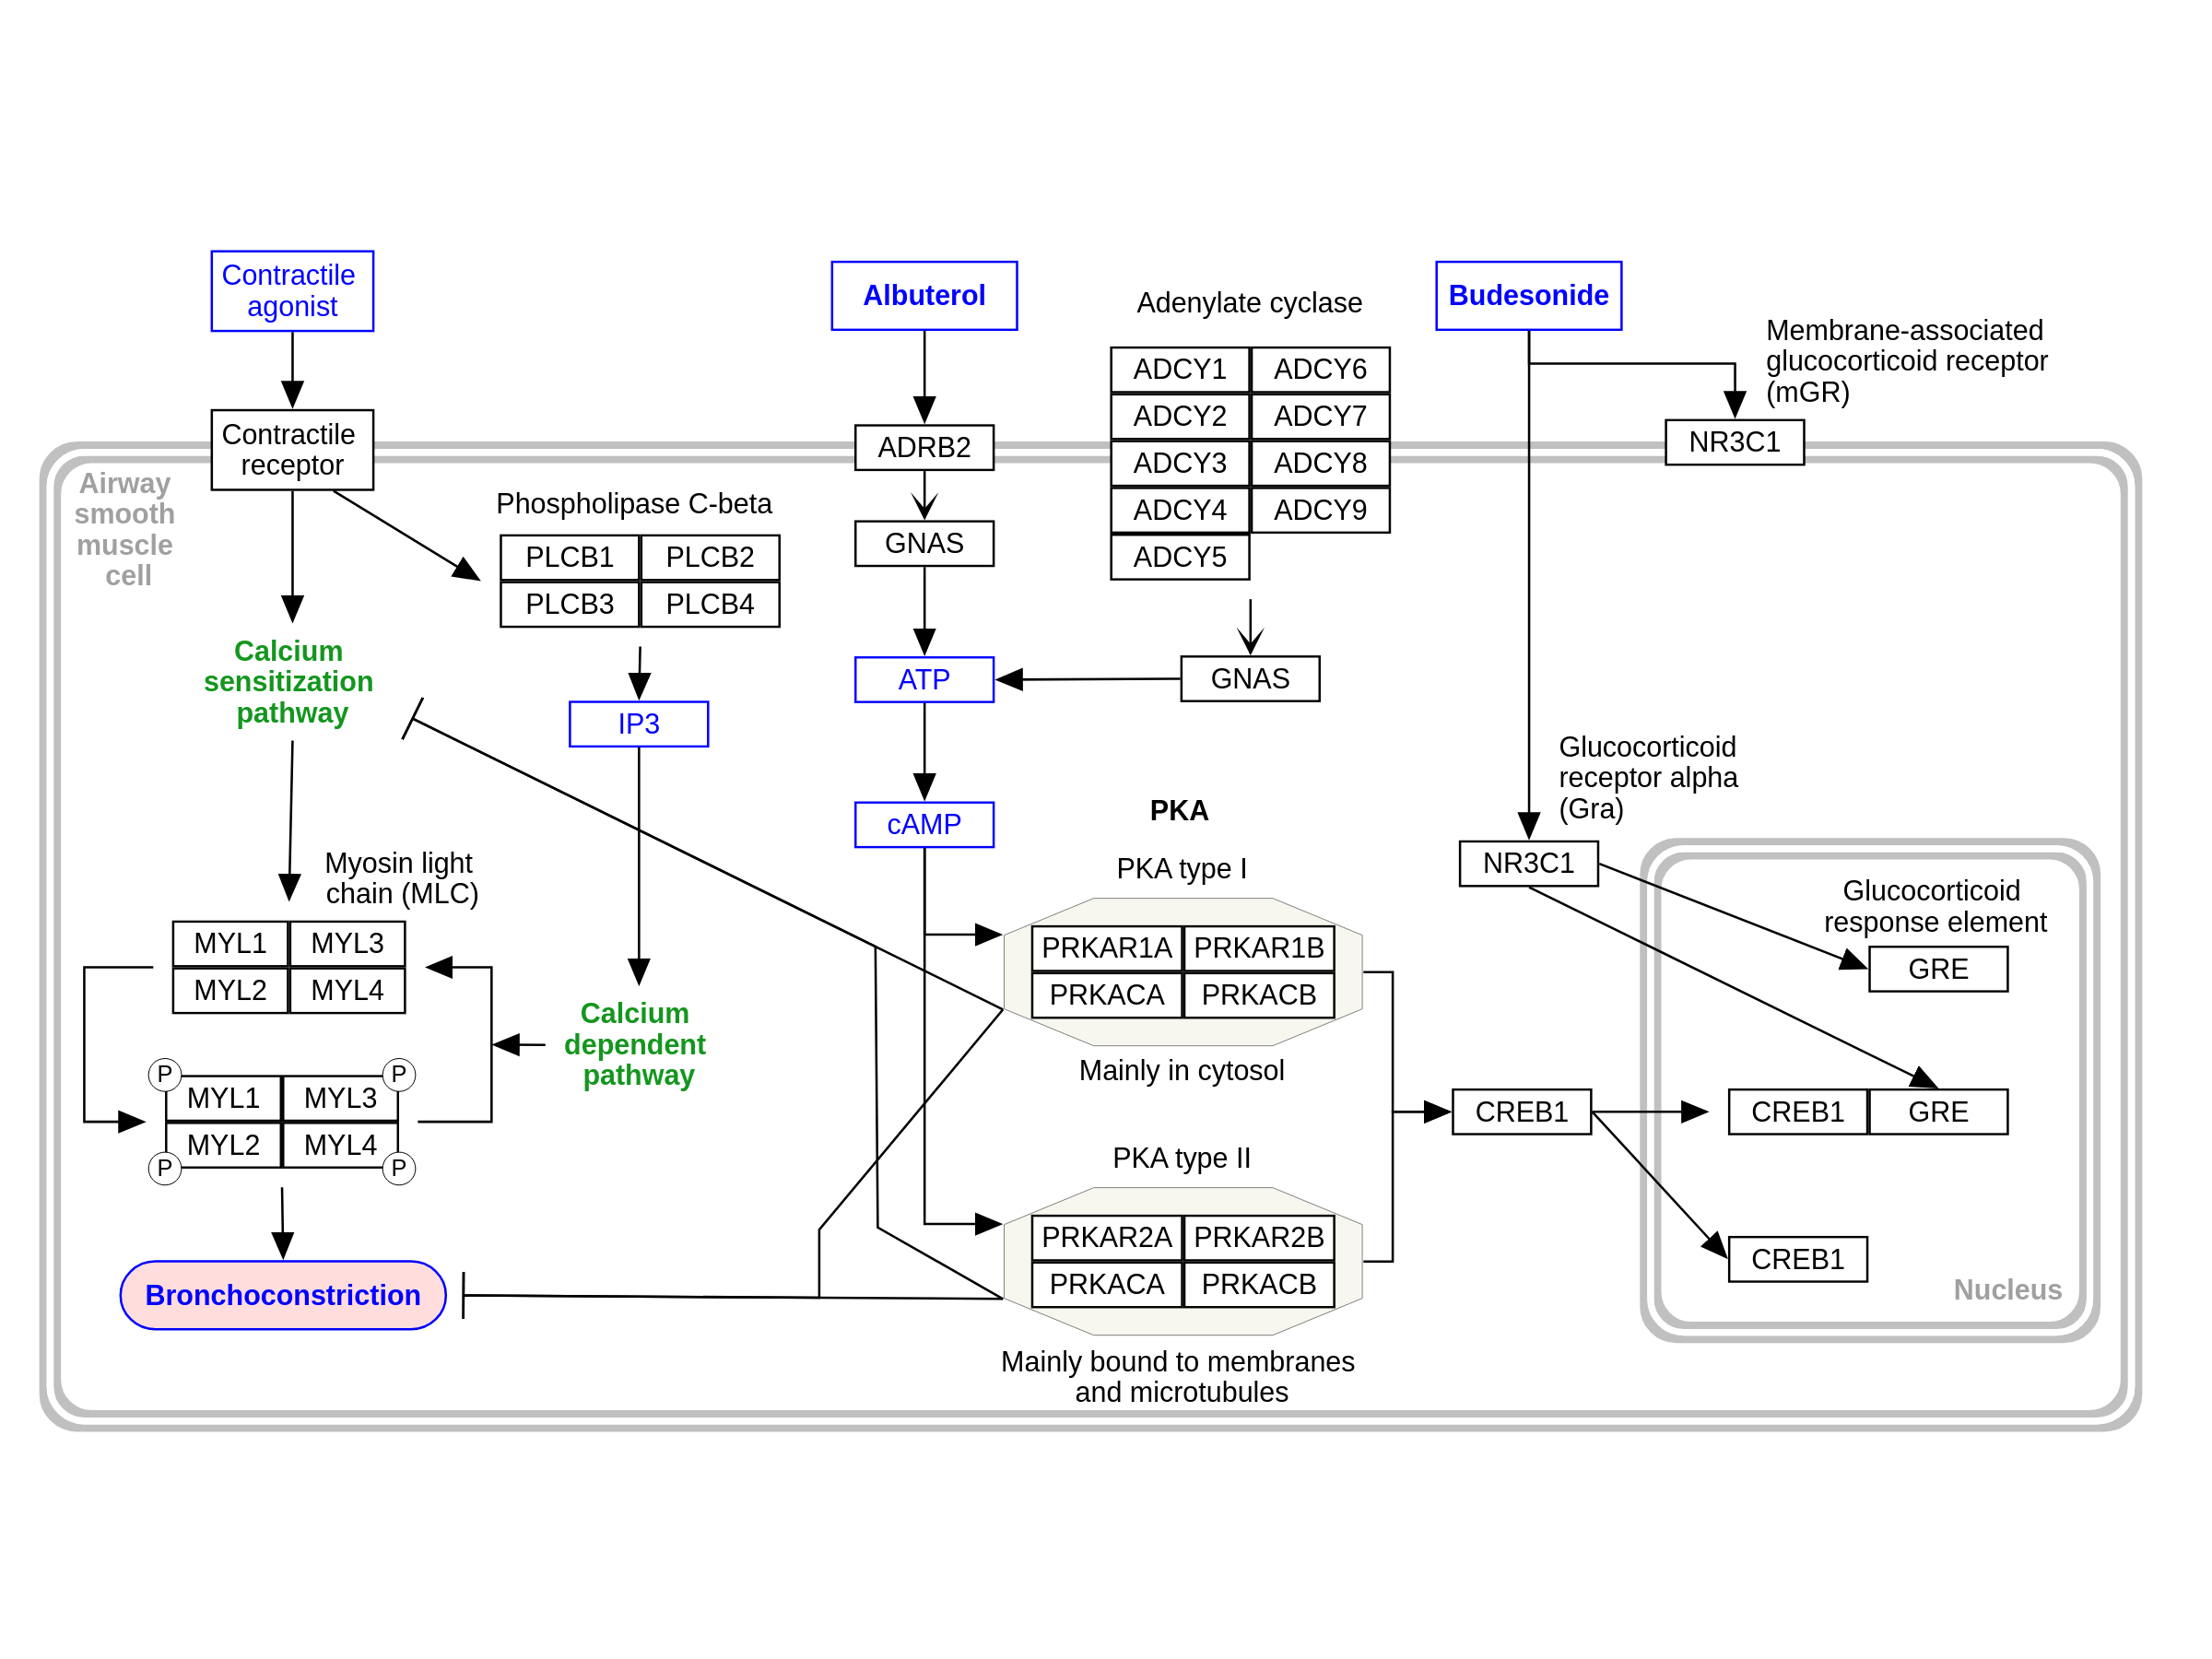 Contractile
agonist
Albuterol
Budesonide
Adenylate cyclase
Membrane-associated
glucocorticoid receptor
(mGR)
ADCY1 ADCY6
ADCY2 ADCY7
ADCY3 ADCY8
ADCY4 ADCY9
ADCY5
Contractile
receptor
ADRB2
NR3C1
Airway
smooth
muscle
cell
Phospholipase C-beta
PLCB1 PLCB2
PLCB3 PLCB4
GNAS
Calcium
sensitization
pathway
IP3
ATP
GNAS
Glucocorticoid
receptor alpha
(Gra)
cAMP
PKA
PKA type I
NR3C1
Myosin light
chain (MLC)
MYL1 MYL3
MYL2 MYL4
PRKAR1A PRKAR1B
PRKACA PRKACB
Mainly in cytosol
Glucocorticoid
response element
GRE
Calcium
dependent
pathway
P P
MYL1 MYL3
MYL2 MYL4
P P
CREB1
CREB1 GRE
PKA type II
PRKAR2A PRKAR2B
PRKACA PRKACB
CREB1
Nucleus
Bronchoconstriction
Mainly bound to membranes
and microtubules